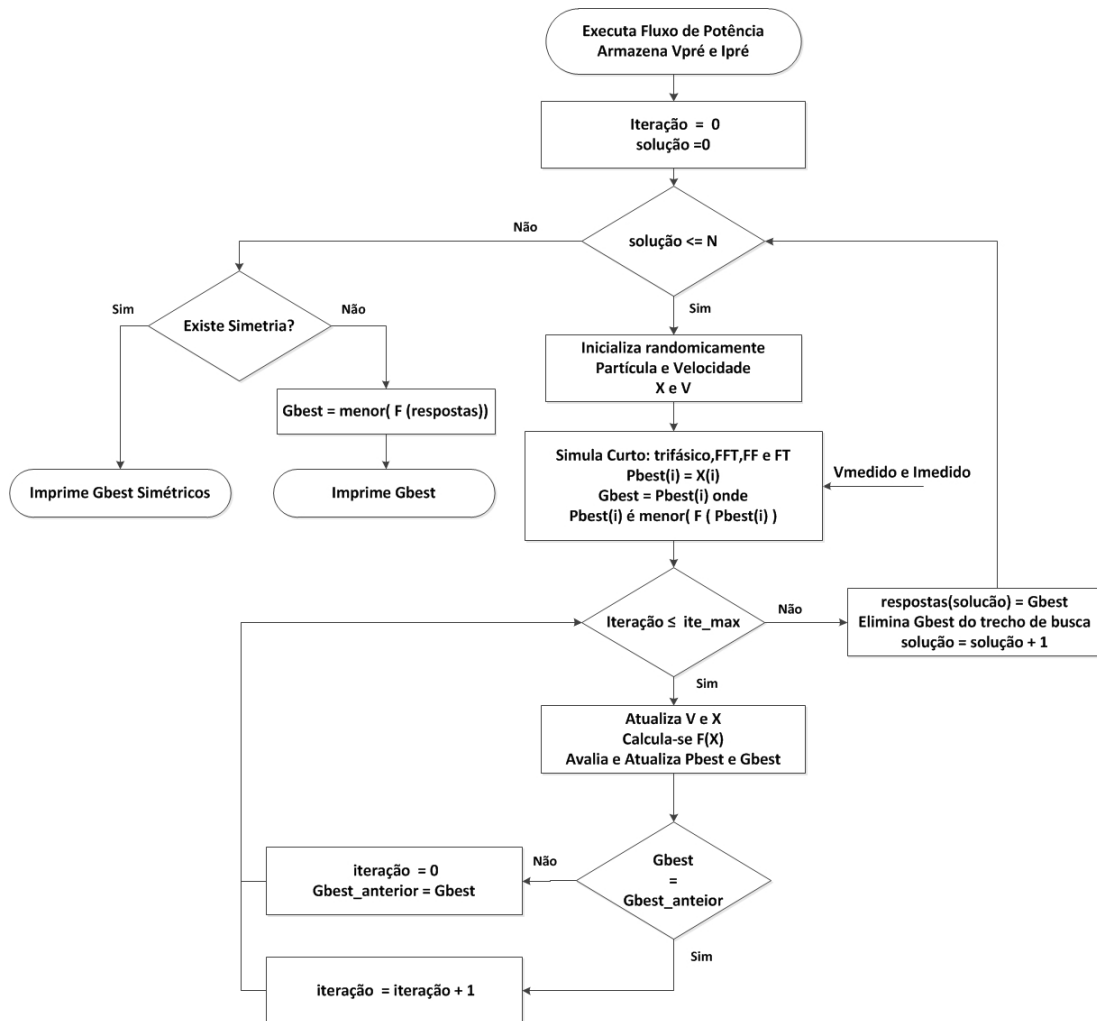 Executa Fluxo de Potência
Armazena Vpré e Ipré
Iteração = 0
solução =0
solução <= N
Não
Sim
Existe Simetria?
Sim
Não
Gbest = menor( F (respostas))
Imprime Gbest Simétricos
Imprime Gbest
Inicializa randomicamente
Partícula e Velocidade
X e V
Simula Curto: trifásico,FFT,FF e FT
Pbest(i) = X(i)
Gbest = Pbest(i) onde
Pbest(i) é menor( F ( Pbest(i) )
Vmedido e Imedido
Iteração ≤ ite_max
Não
respostas(solucão) = Gbest
Elimina Gbest do trecho de busca
solução = solução + 1
Sim
Atualiza V e X
Calcula-se F(X)
Avalia e Atualiza Pbest e Gbest
Gbest
=
Gbest_anteior
Não
iteração = 0
Gbest_anterior = Gbest
Sim
iteração = iteração + 1